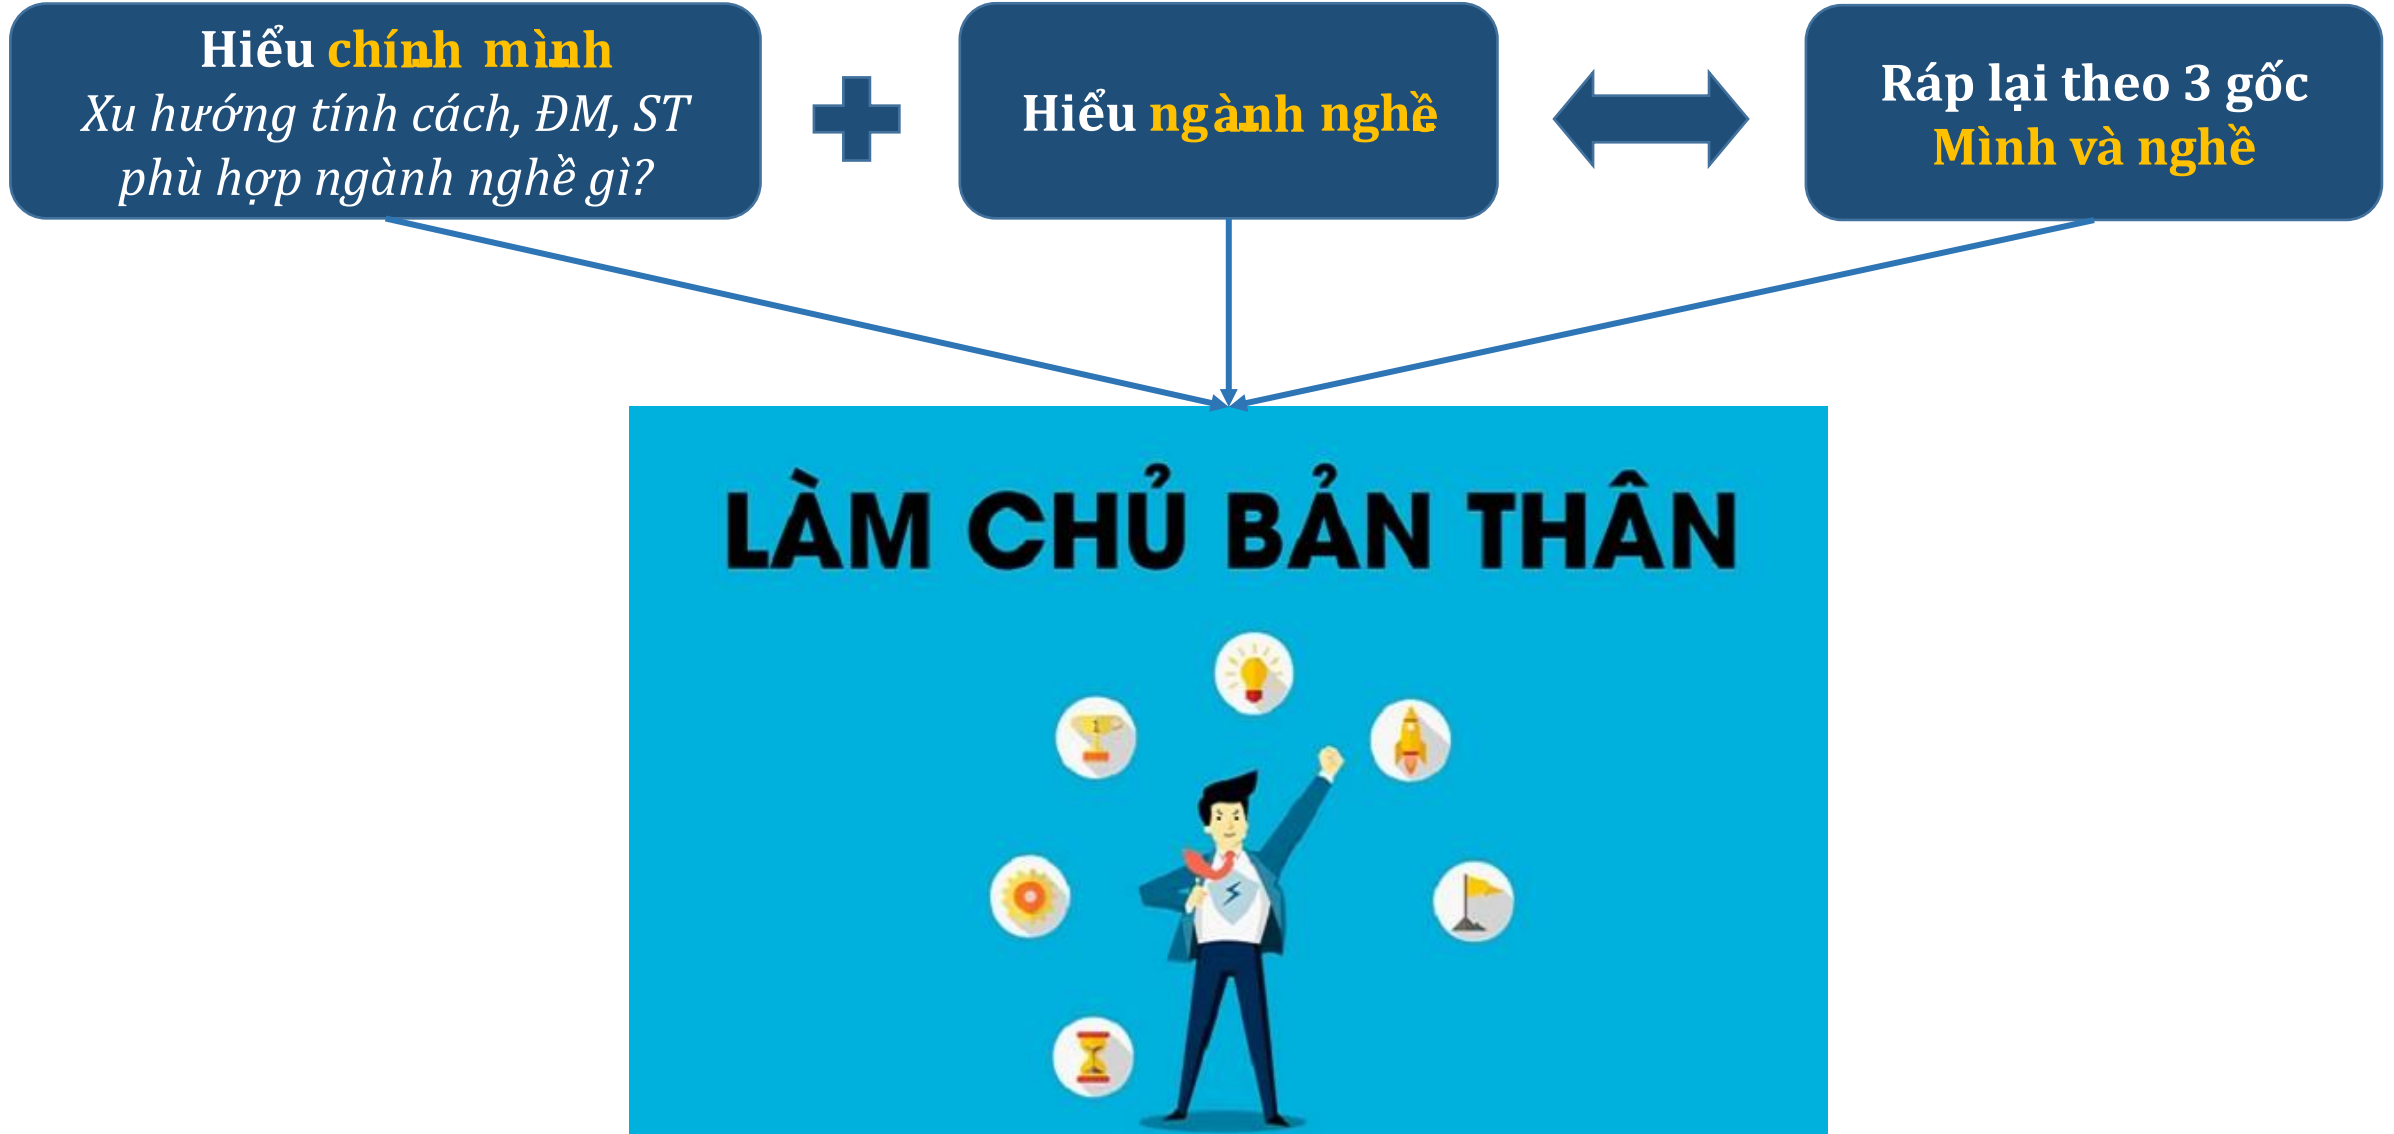 Hiểu chính mình
Xu hướng tính cách, ĐM, ST
phù hợp ngành nghề gì?
Hiểu ngành nghề
Ráp lại theo 3 gốc
Mình và nghề
LÀM CHỦ BẢN THÂN
1